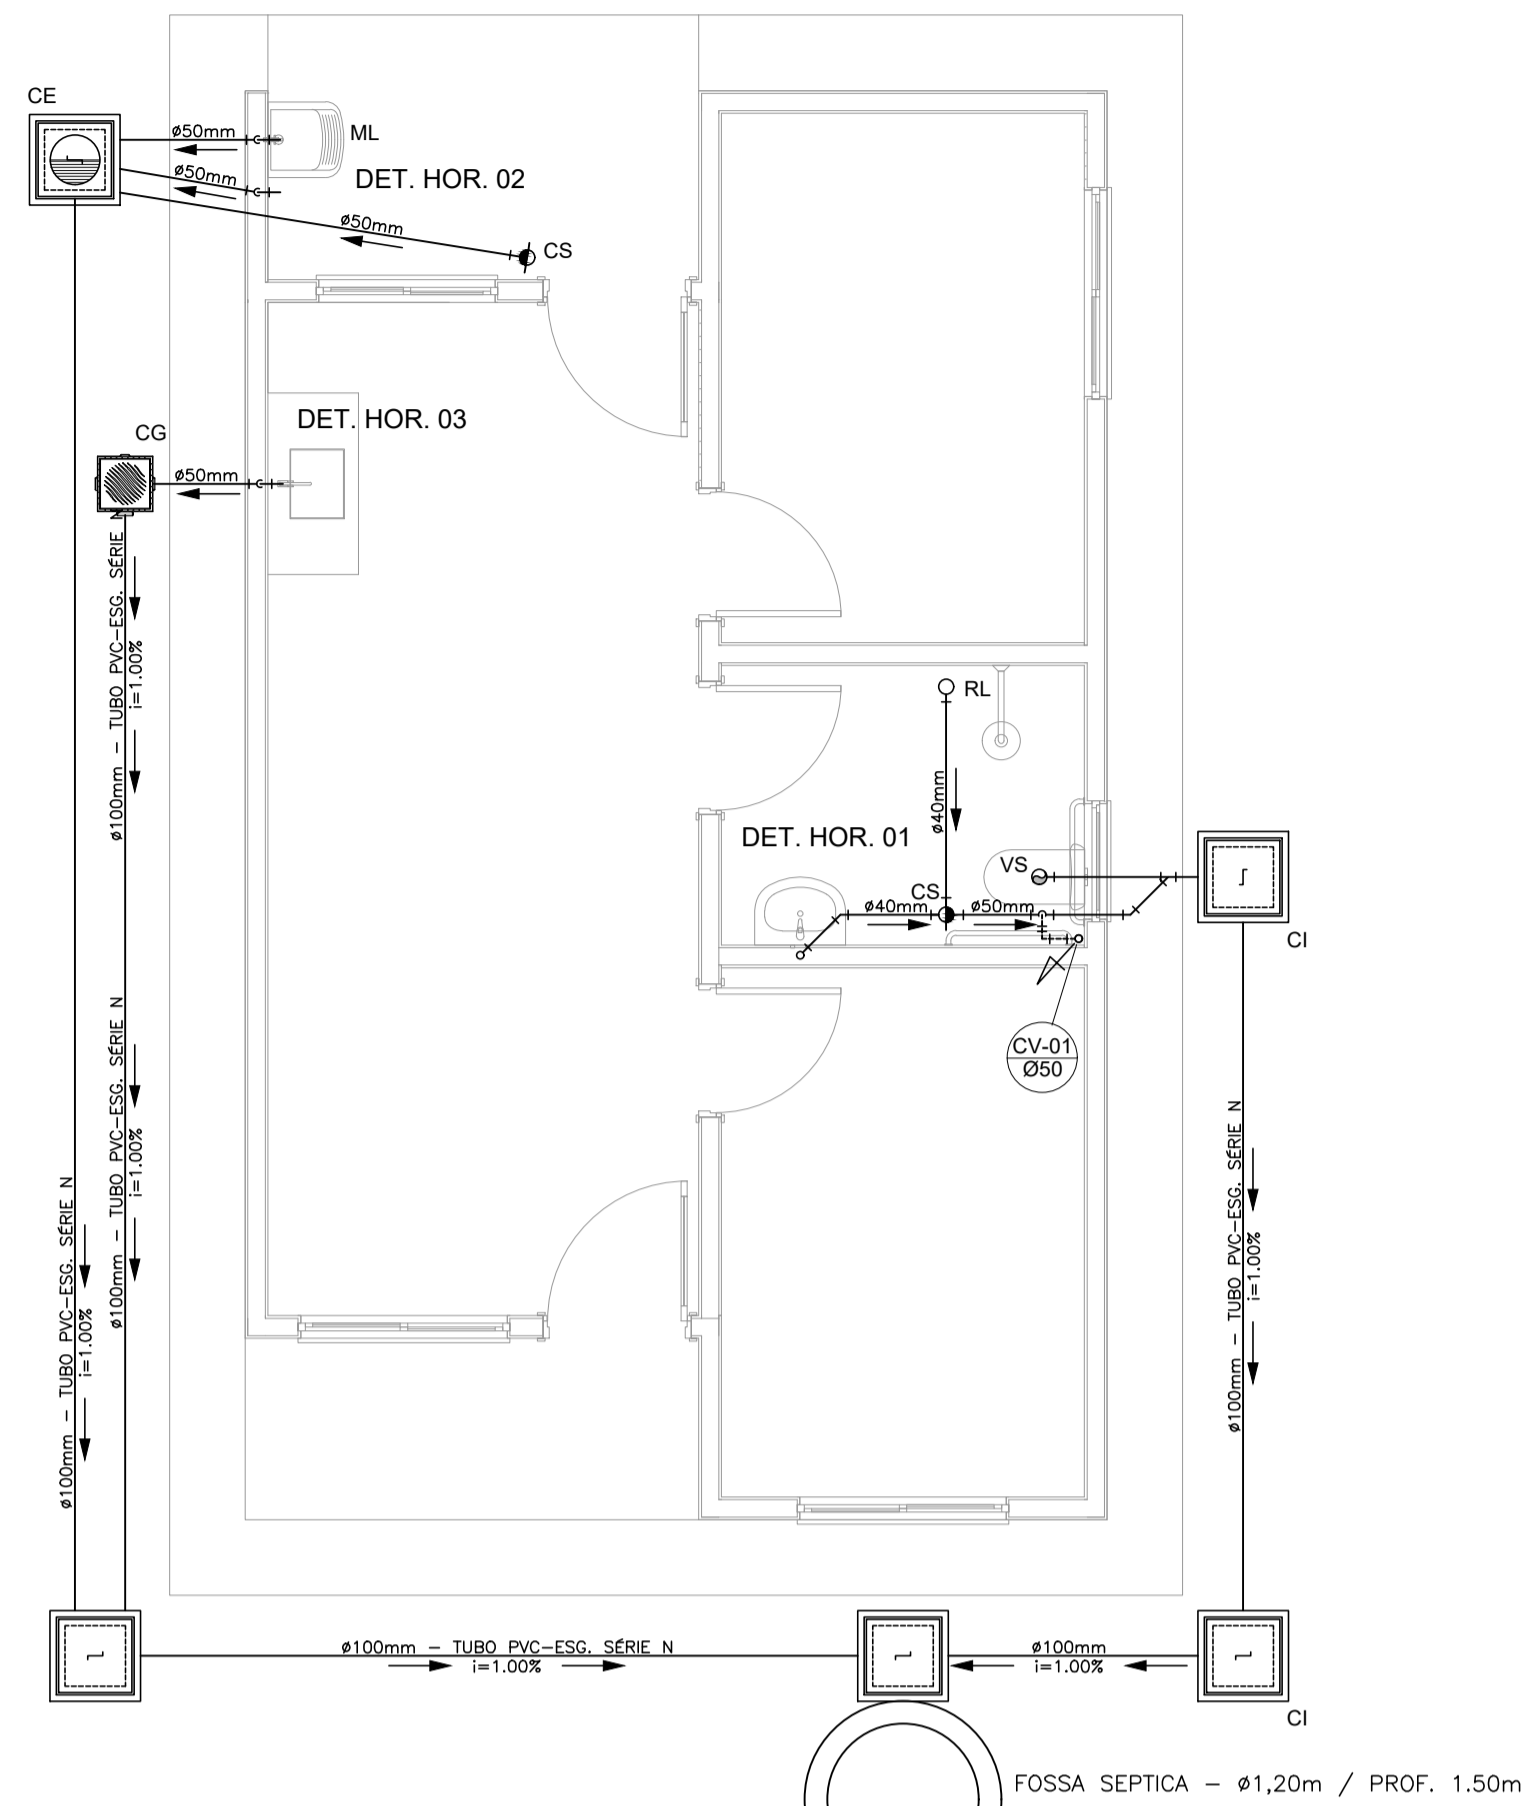 CE
ø50mm
ML
DET. HOR. 02
ø50mm
ø50mm
CS
DET. HOR. 03
CG
ø50mm
ø100mm – TUBO PVC–ESG. SÉRIE N
i=1.00%
RL
ø40mm
DET. HOR. 01
VS
CS
ø40mm
ø50mm
CI
CV-01
Ø50
ø100mm – TUBO PVC–ESG. SÉRIE N
i=1.00%
ø100mm – TUBO PVC–ESG. SÉRIE N
i=1.00%
ø100mm – TUBO PVC–ESG. SÉRIE N
i=1.00%
ø100mm – TUBO PVC–ESG. SÉRIE N
i=1.00%
ø100mm
i=1.00%
CI
FOSSA SEPTICA – ø1,20m / PROF. 1.50m